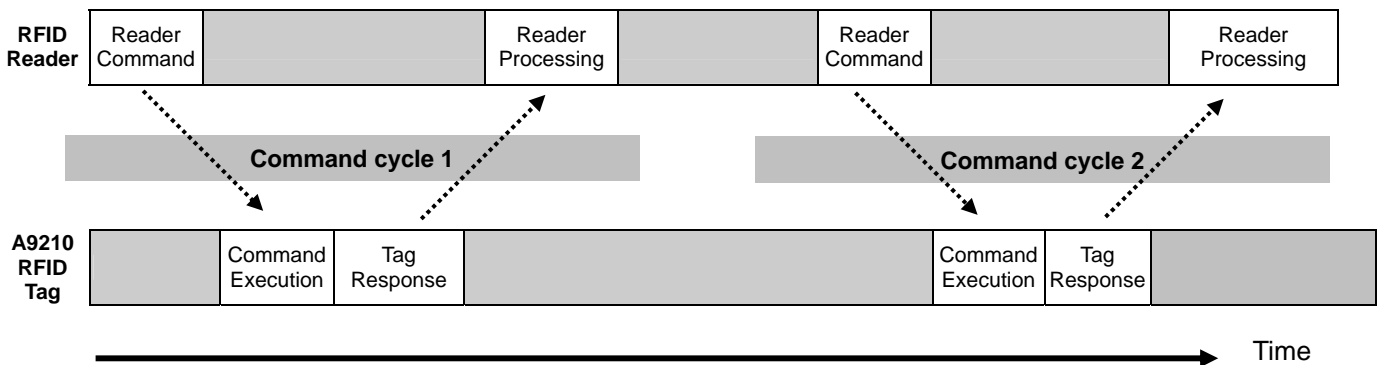 RFID
Reader
Reader
Command
Reader
Processing
Reader
Command
Reader
Processing
Command cycle 1
Command cycle 2
A9210
RFID
Tag
Command
Execution
Tag
Response
Command
Execution
Tag
Response
Time